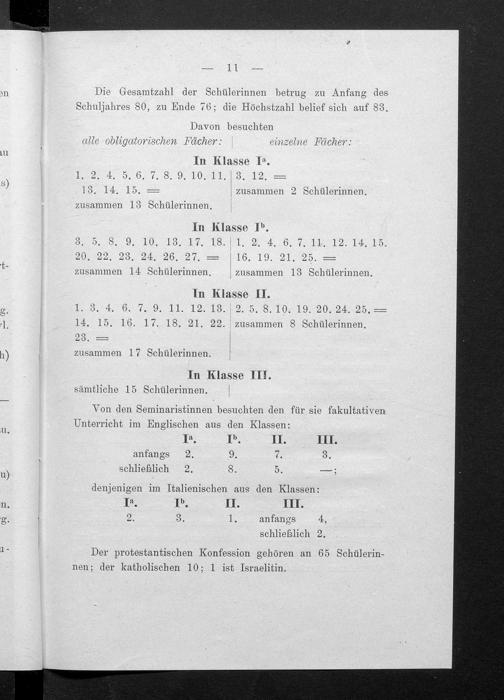 — 11 —
Die Gesamtzahl der Schülerinnen betrug zu Anfang des
Schuljahres 80, zu Ende 76; die Höchstzahl belief sich auf 83.
Davon besuchten
alle obligatorischen Fächer: | einzelne Fächer:
In Klasse Iᵃ.
1. 2. 4. 5. 6. 7. 8. 9. 10. 11. | 3. 12. =
13. 14. 15. = | zusammen 2 Schülerinnen.
zusammen 13 Schülerinnen.
In Klasse Iᵇ.
3. 5. 8. 9. 10. 13. 17. 18. | 1. 2. 4. 6. 7. 11. 12. 14. 15.
20. 22. 23. 24. 26. 27. = | 16. 19. 21. 25. =
zusammen 14 Schülerinnen. | zusammen 13 Schülerinnen.
In Klasse II.
1. 3. 4. 6. 7. 9. 11. 12. 13. | 2. 5. 8. 10. 19. 20. 24. 25. =
14. 15. 16. 17. 18. 21. 22. | zusammen 8 Schülerinnen.
23. =
zusammen 17 Schülerinnen.
In Klasse III.
sämtliche 15 Schülerinnen. |
Von den Seminaristinnen besuchten den für sie fakultativen
Unterricht im Englischen aus den Klassen:
Iᵃ. Iᵇ. II. III.
anfangs 2. 9. 7. 3.
schließlich 2. 8. 5. —;
denjenigen im Italienischen aus den Klassen:
Iᵃ. Iᵇ. II. III.
2. 3. 1. anfangs 4,
schließlich 2.
Der protestantischen Konfession gehören an 65 Schülerin-
nen; der katholischen 10; 1 ist Israelitin.